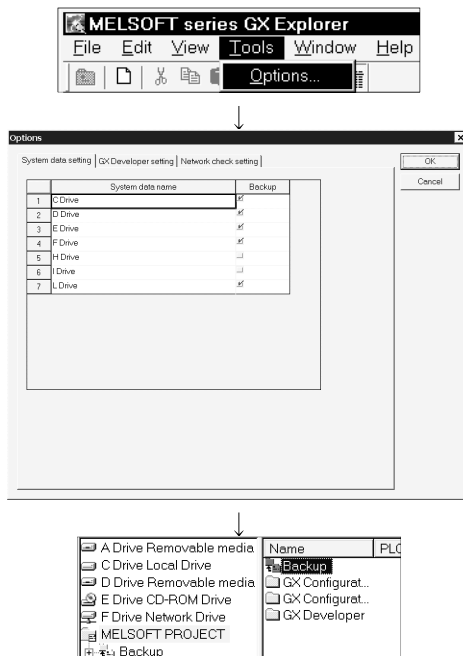 MELSOFT series GX Explorer
File Edit View Tools Window Help
Options...
Options
System data setting GX Developer setting Network check setting
OK
Cancel
System data name Backup
1 C Drive
2 D Drive
3 E Drive
4 F Drive
5 H Drive
6 I Drive
7 L Drive
A Drive Removable media Name PLC
C Drive Local Drive Backup
D Drive Removable media GX Configurat...
E Drive CD-ROM Drive GX Configurat...
F Drive Network Drive GX Developer
MELSOFT PROJECT
Backup